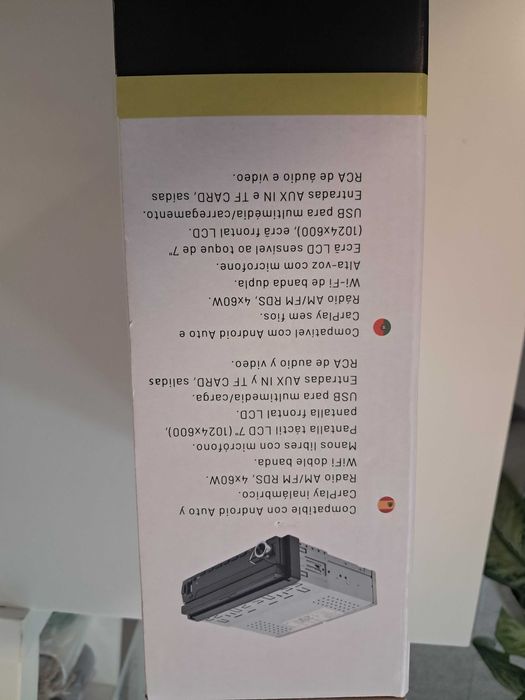 Compatible con Android Auto y
CarPlay inalámbrico.
Radio AM/FM RDS, 4x60W.
WiFi doble banda.
Manos libres con micrófono.
Pantalla táctil LCD 7" (1024x600),
pantalla frontal LCD.
USB para multimedia/carga.
Entradas AUX IN y TF CARD, salidas
RCA de audio y video.
Compatível com Android Auto e
CarPlay sem fios.
Rádio AM/FM, RDS 4x60W.
Wi-Fi de banda dupla.
Alta-voz com microfone.
Ecrã LCD sensível ao toque de 7"
(1024x600), ecrã frontal LCD.
USB para multimédia/carregamento.
Entradas AUX IN e TF CARD, saídas
RCA de áudio e vídeo.